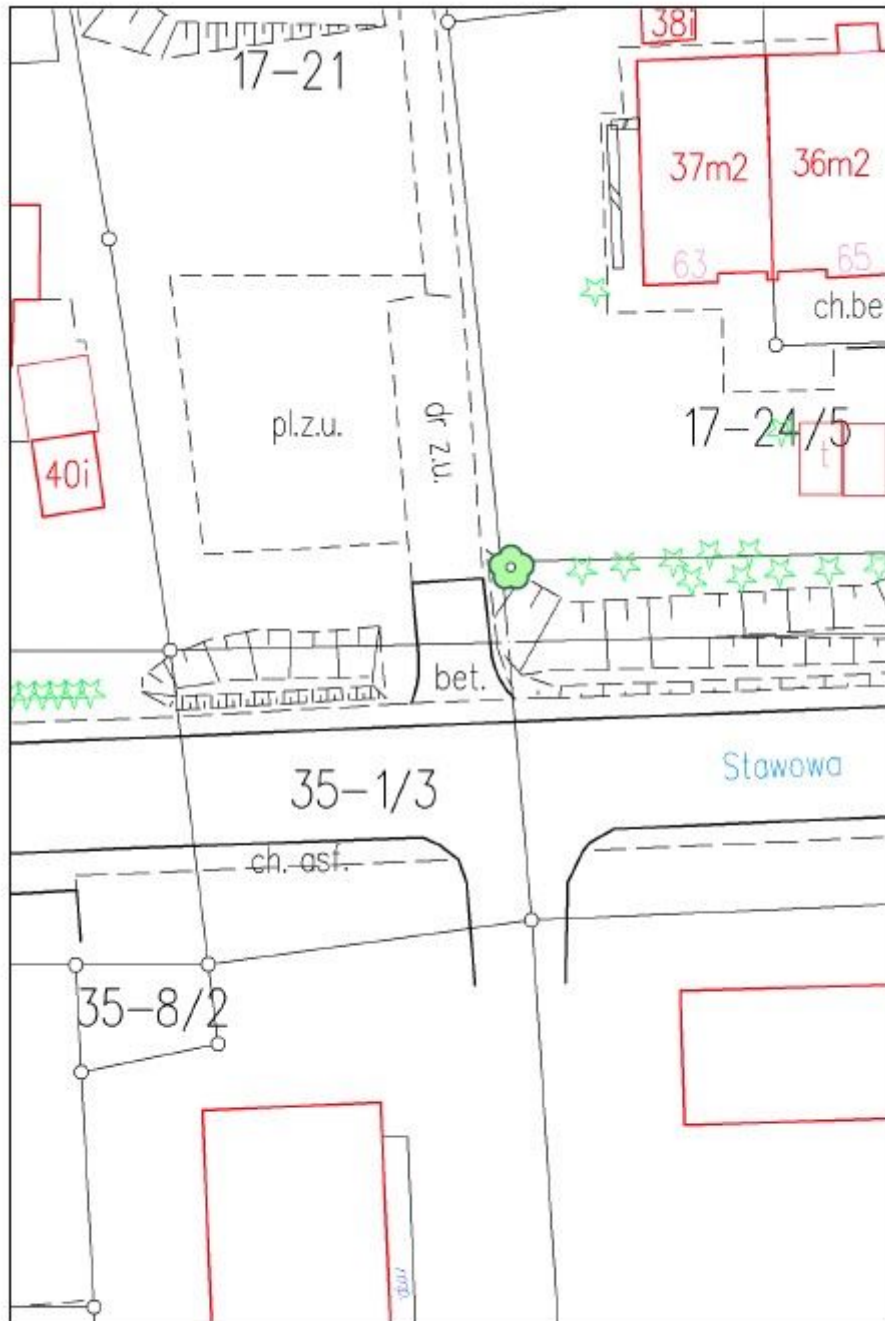 38i
17-21
37m2
36m2
63
65
ch.be
pl.z.u.
dr z.u.
17-24/5
t
40i
bet.
Stawowa
35-1/3
ch. asf.
35-8/2